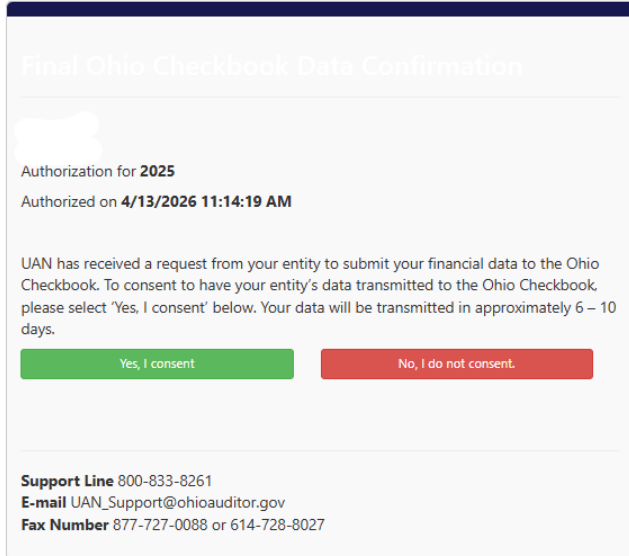 Final Ohio Checkbook Data Confirmation
Authorization for 2025
Authorized on 4/13/2026 11:14:19 AM
UAN has received a request from your entity to submit your financial data to the Ohio
Checkbook. To consent to have your entity's data transmitted to the Ohio Checkbook,
please select 'Yes, I consent' below. Your data will be transmitted in approximately 6 – 10
days.
Yes, I consent
No, I do not consent.
Support Line 800-833-8261
E-mail UAN_Support@ohioauditor.gov
Fax Number 877-727-0088 or 614-728-8027